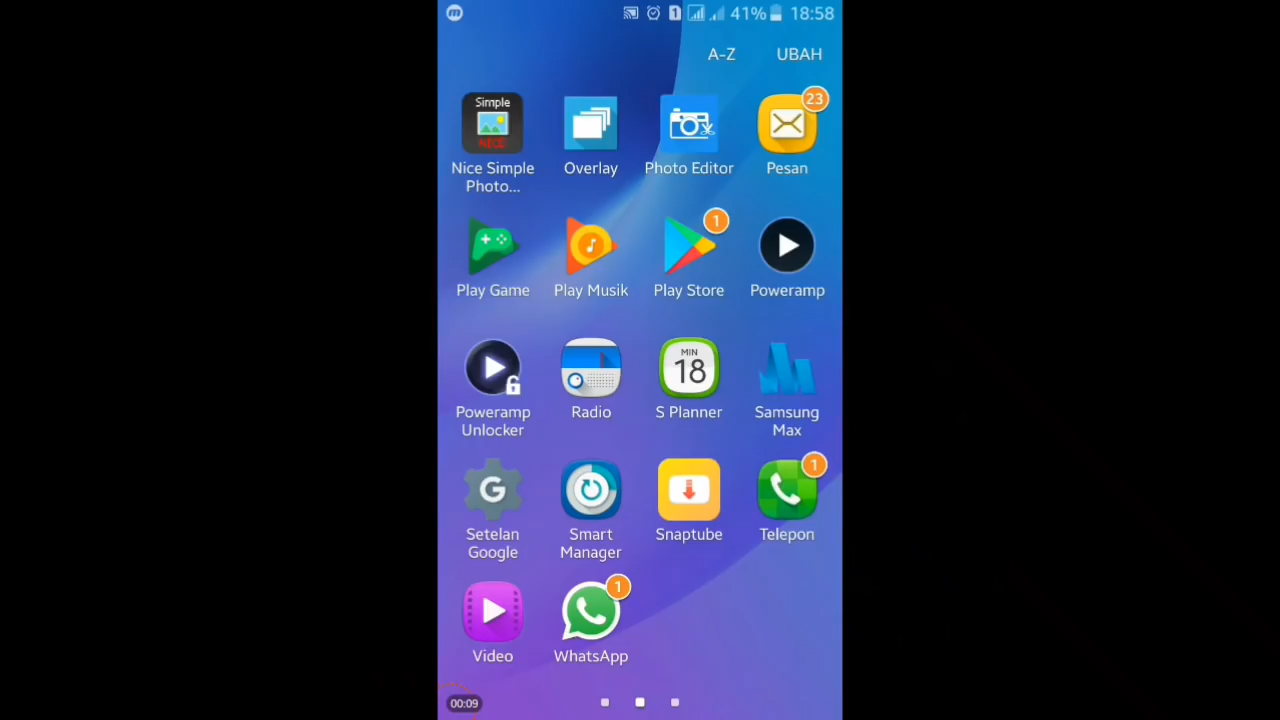 m
1
41%
18:58
A-Z
UBAH
Simple
NICE
23
Nice Simple
Photo...
Overlay
Photo Editor
Pesan
1
Play Game
Play Musik
Play Store
Poweramp
MIN
18
Poweramp
Unlocker
Radio
S Planner
Samsung
Max
G
1
Setelan
Google
Smart
Manager
Snaptube
Telepon
1
Video
WhatsApp
00:09